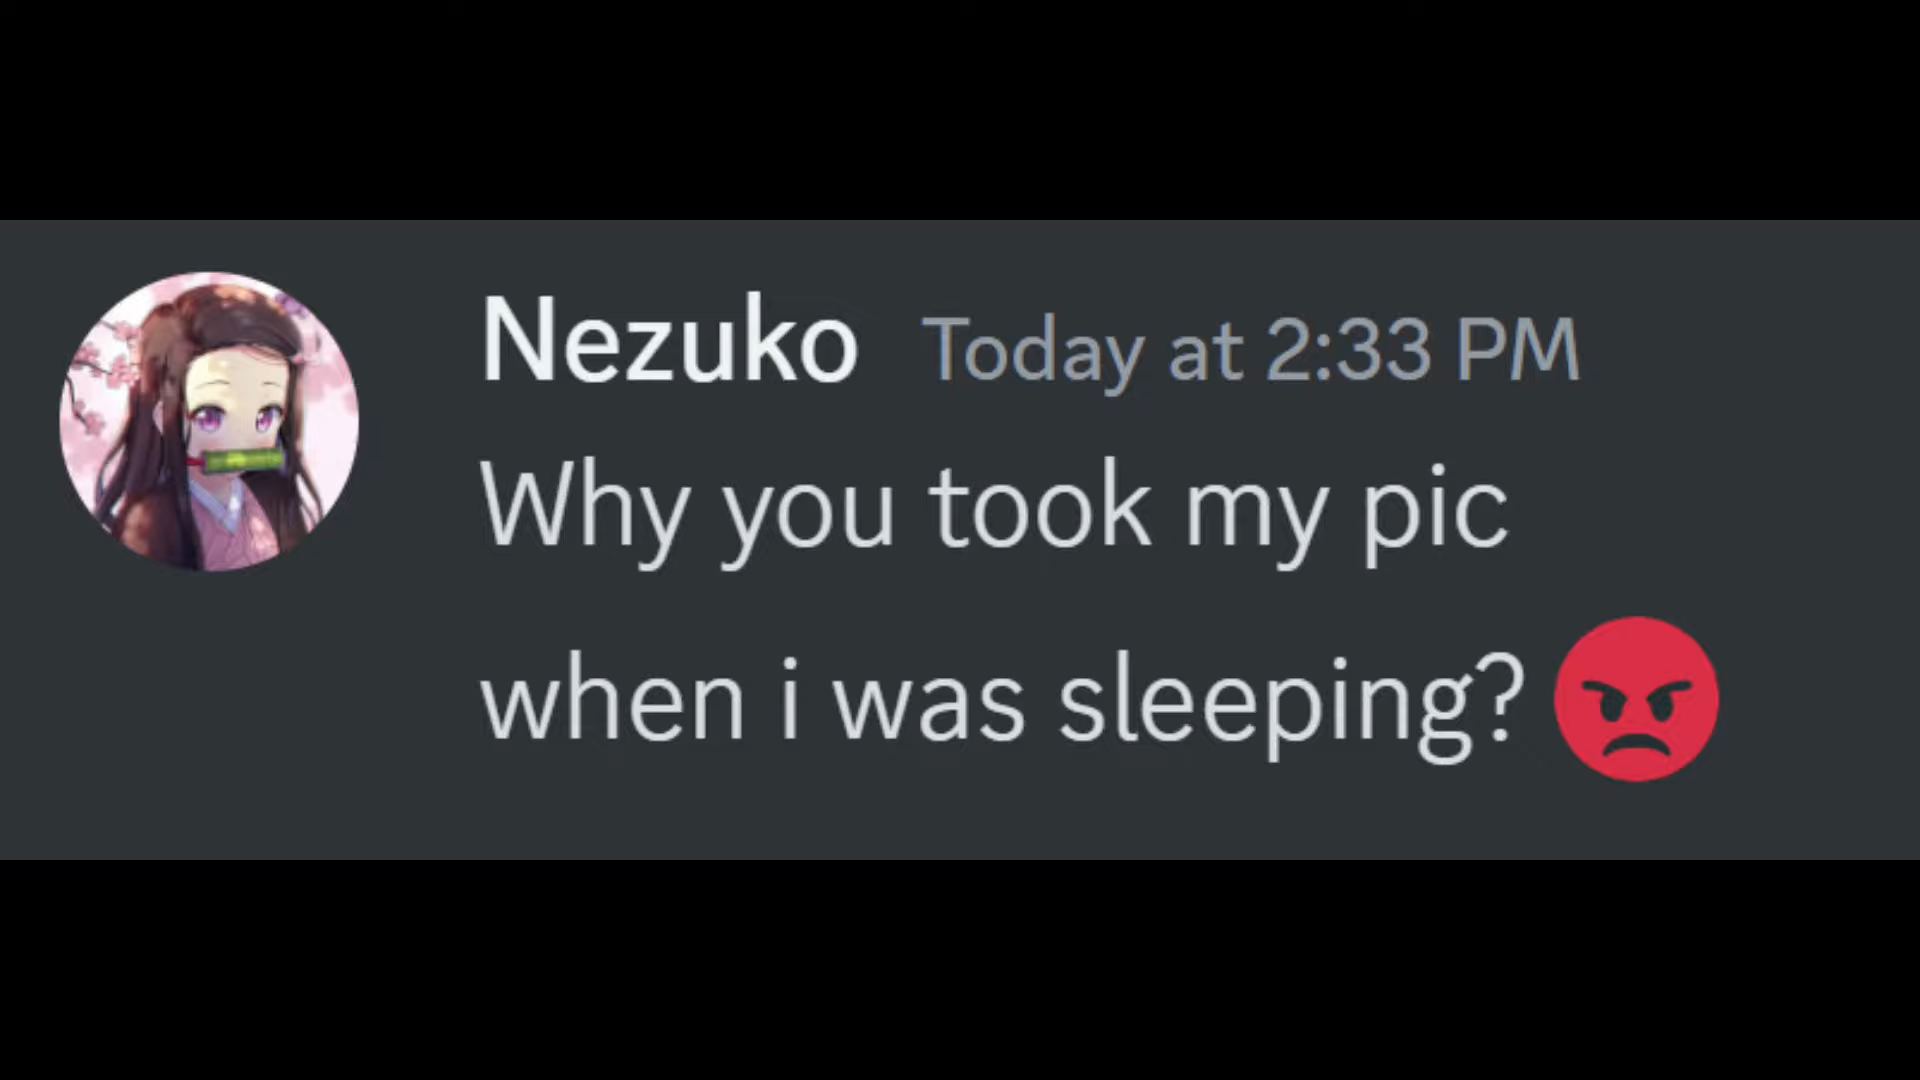 Nezuko Today at 2:33 PM
Why you took my pic
when i was sleeping? 😡